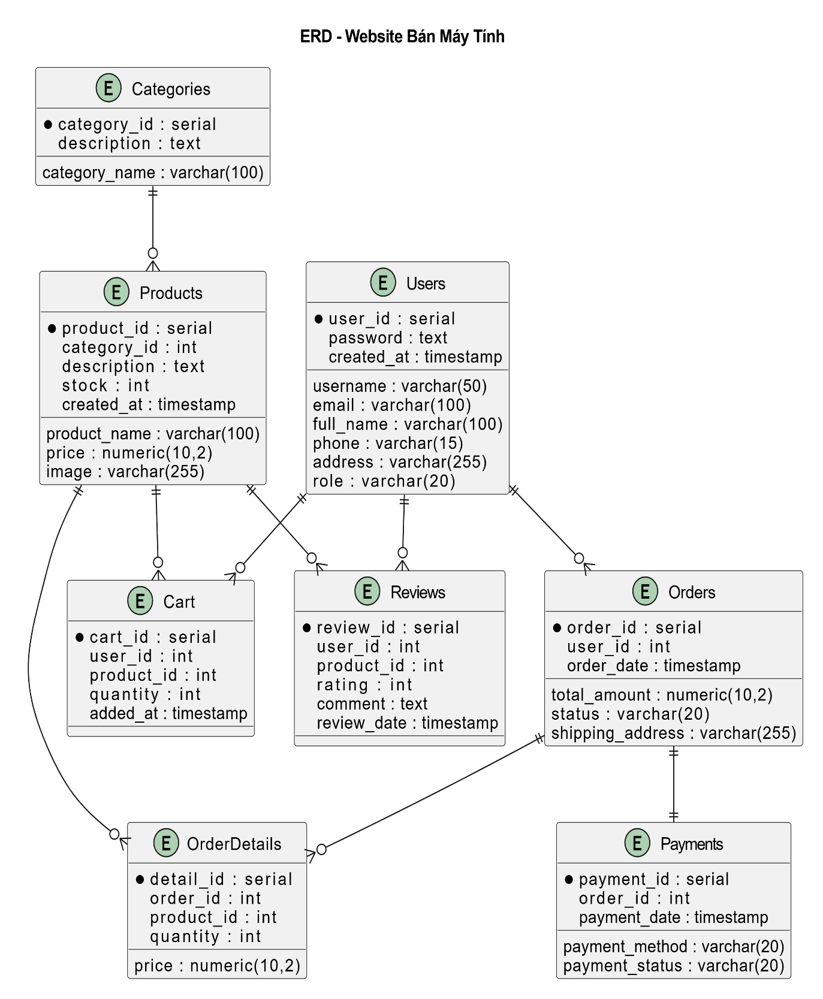 ERD - Website Bán Máy Tính
E Categories
category_id : serial
description : text
category_name : varchar(100)
E Products
product_id : serial
category_id : int
description : text
stock : int
created_at : timestamp
product_name : varchar(100)
price : numeric(10,2)
image : varchar(255)
E Users
user_id : serial
password : text
created_at : timestamp
username : varchar(50)
email : varchar(100)
full_name : varchar(100)
phone : varchar(15)
address : varchar(255)
role : varchar(20)
E Cart
cart_id : serial
user_id : int
product_id : int
quantity : int
added_at : timestamp
E Reviews
review_id : serial
user_id : int
product_id : int
rating : int
comment : text
review_date : timestamp
E Orders
order_id : serial
user_id : int
order_date : timestamp
total_amount : numeric(10,2)
status : varchar(20)
shipping_address : varchar(255)
E OrderDetails
detail_id : serial
order_id : int
product_id : int
quantity : int
price : numeric(10,2)
E Payments
payment_id : serial
order_id : int
payment_date : timestamp
payment_method : varchar(20)
payment_status : varchar(20)